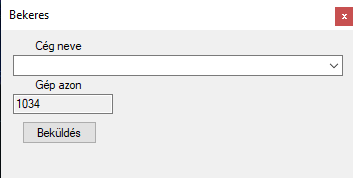 Bekeres
Cég neve
Gép azon
1034
Beküldés